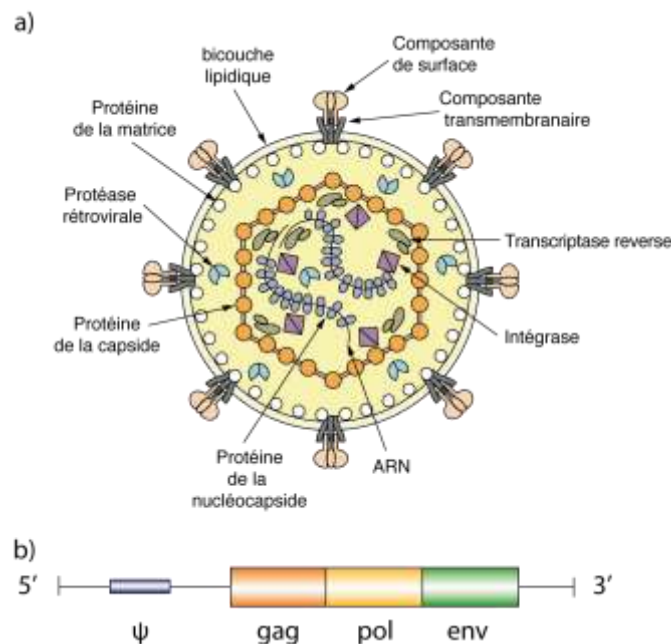 a)
bicouche
lipidique
Composante
de surface
Composante
transmembranaire
Protéine
de la matrice
Protéase
rétrovirale
Transcriptase reverse
Protéine
de la capside
Intégrase
Protéine
de la
nucléocapside
ARN
b)
5' 3'
ψ gag pol env